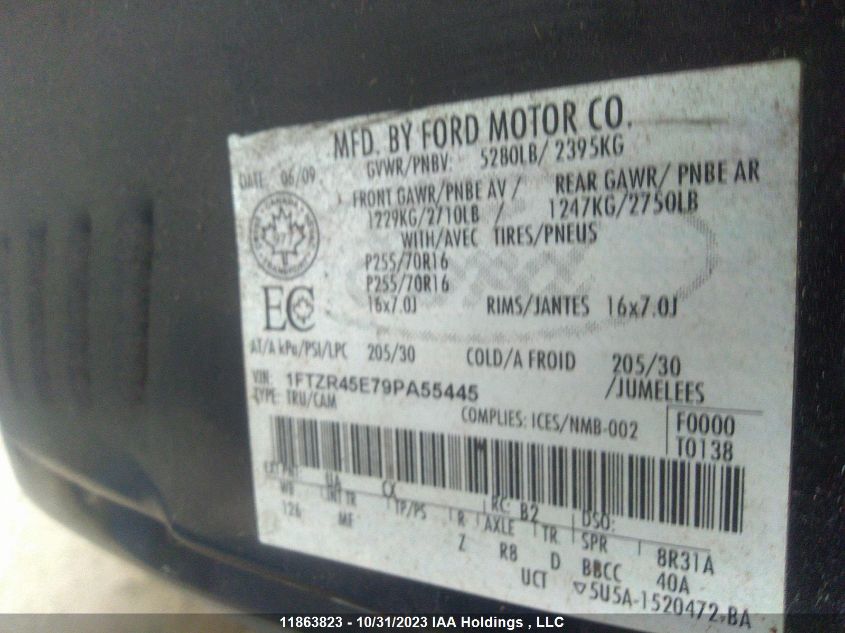 MFD. BY FORD MOTOR CO.
DATE: 06/09 GVWR/PNBV: 5280LB/ 2395KG
FRONT GAWR/PNBE AV / REAR GAWR/ PNBE AR
1229KG/2710LB / 1247KG/2750LB
WITH/AVEC TIRES/PNEUS
P255/70R16
P255/70R16
16x7.0J RIMS/JANTES 16x7.0J
EC
AT/A kPa/PSI/LPC 205/30 COLD/A FROID 205/30
VIN: 1FTZR45E79PA55445 /JUMELEES
TYPE: TRU/CAM
COMPLIES: ICES/NMB-002 F0000
T0138
EXT PNT: UA CX RC: B2 DSO:
WB INT TR TP/PS R AXLE TR SPR 8R31A
126 ME Z R8 D BBCC 40A
UCT ▽5U5A-1520472-BA
11863823 - 10/31/2023 IAA Holdings , LLC